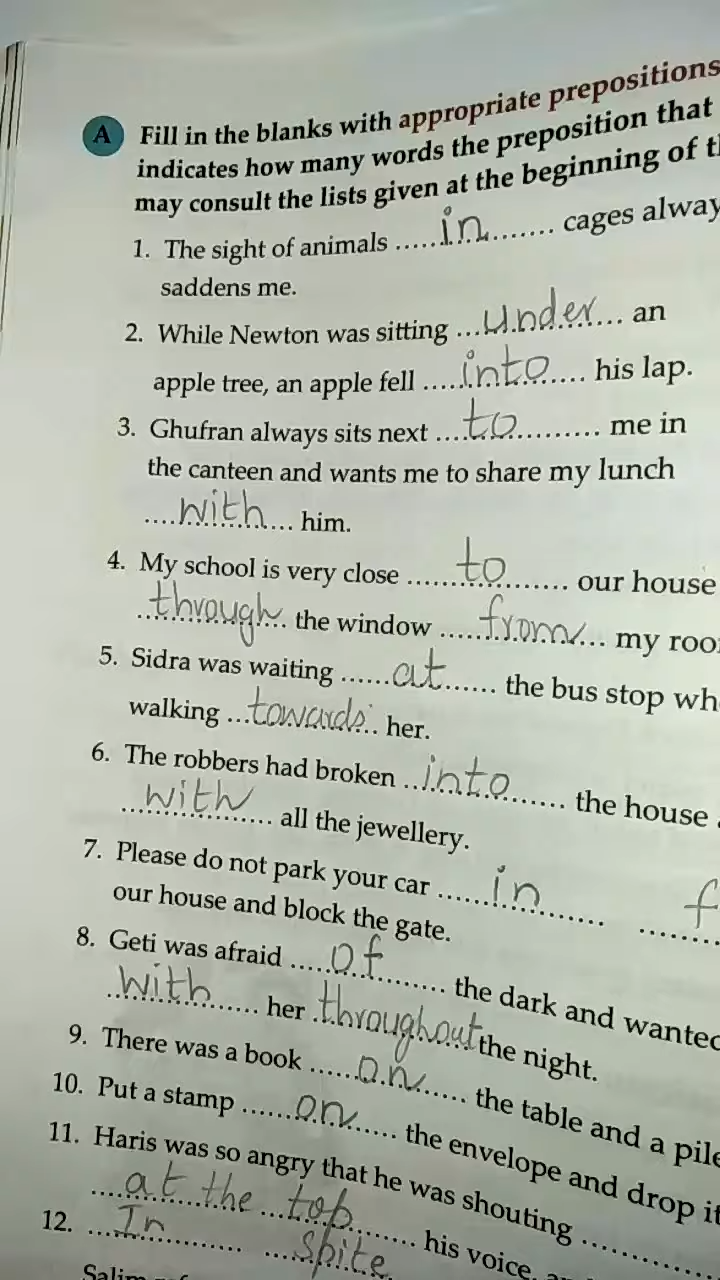 A Fill in the blanks with appropriate prepositions
indicates how many words the preposition that
may consult the lists given at the beginning of
1. The sight of animals ......in........ cages
saddens me.
2. While Newton was sitting ...under...... an
apple tree, an apple fell ......into....... his lap.
3. Ghufran always sits next ....to........... me in
the canteen and wants me to share my lunch
....with.... him.
4. My school is very close .......to......... our house
..through.. the window .....from.... my
5. Sidra was waiting ......at...... the bus stop
walking ...towards.. her.
6. The robbers had broken ..into....... the house
..with...... all the jewellery.
7. Please do not park your car ......in.........
our house and block the gate.
8. Geti was afraid .....of......... the dark and
..with...... her .throughout. the night.
9. There was a book ......on...... the table and a
10. Put a stamp ......on...... the envelope and drop
11. Haris was so angry that he was shouting ............
...at the ...top........ his voice,
12. ...In........... ...Spite